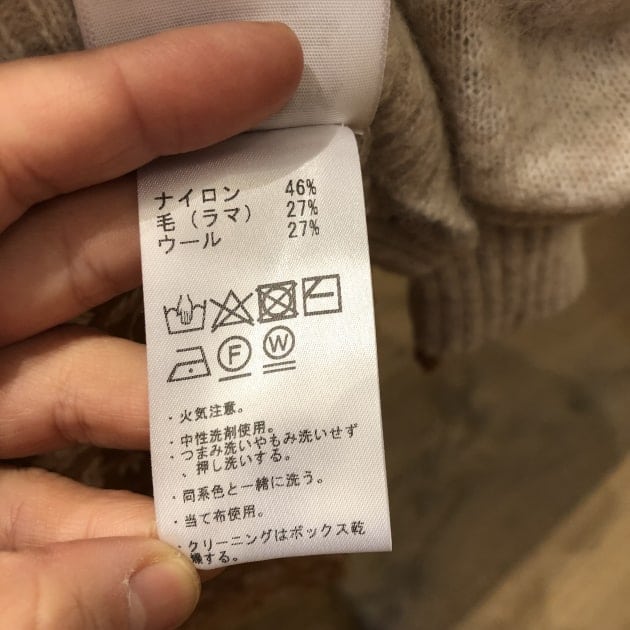 ナイロン 46%
毛（ラマ） 27%
ウール 27%
F W
・火気注意。
・中性洗剤使用。
・つまみ洗いやもみ洗いせず
、押し洗いする。
・同系色と一緒に洗う。
・当て布使用。
・クリーニングはボックス乾
燥する。